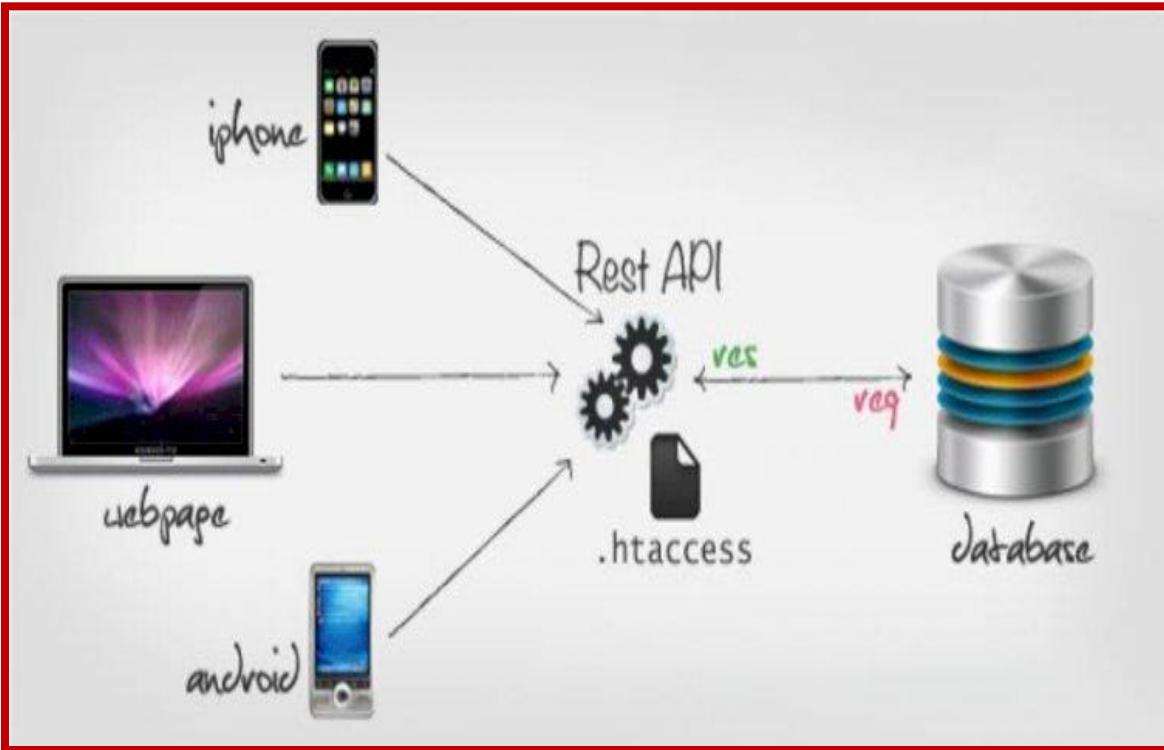 iphone
Rest API
res
req
webpage
.htaccess
database
android